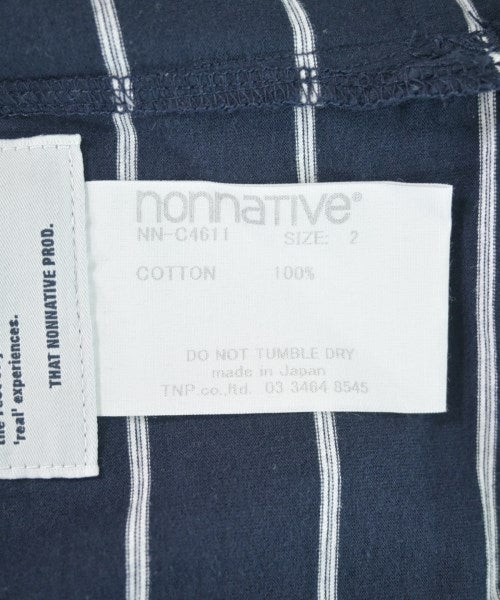 nonnative®
NN-C4611 SIZE: 2
COTTON 100%
DO NOT TUMBLE DRY
made in Japan
TNP.co.,ltd. 03 3464 8545
'real' experiences.
THAT NONNATIVE PROD.